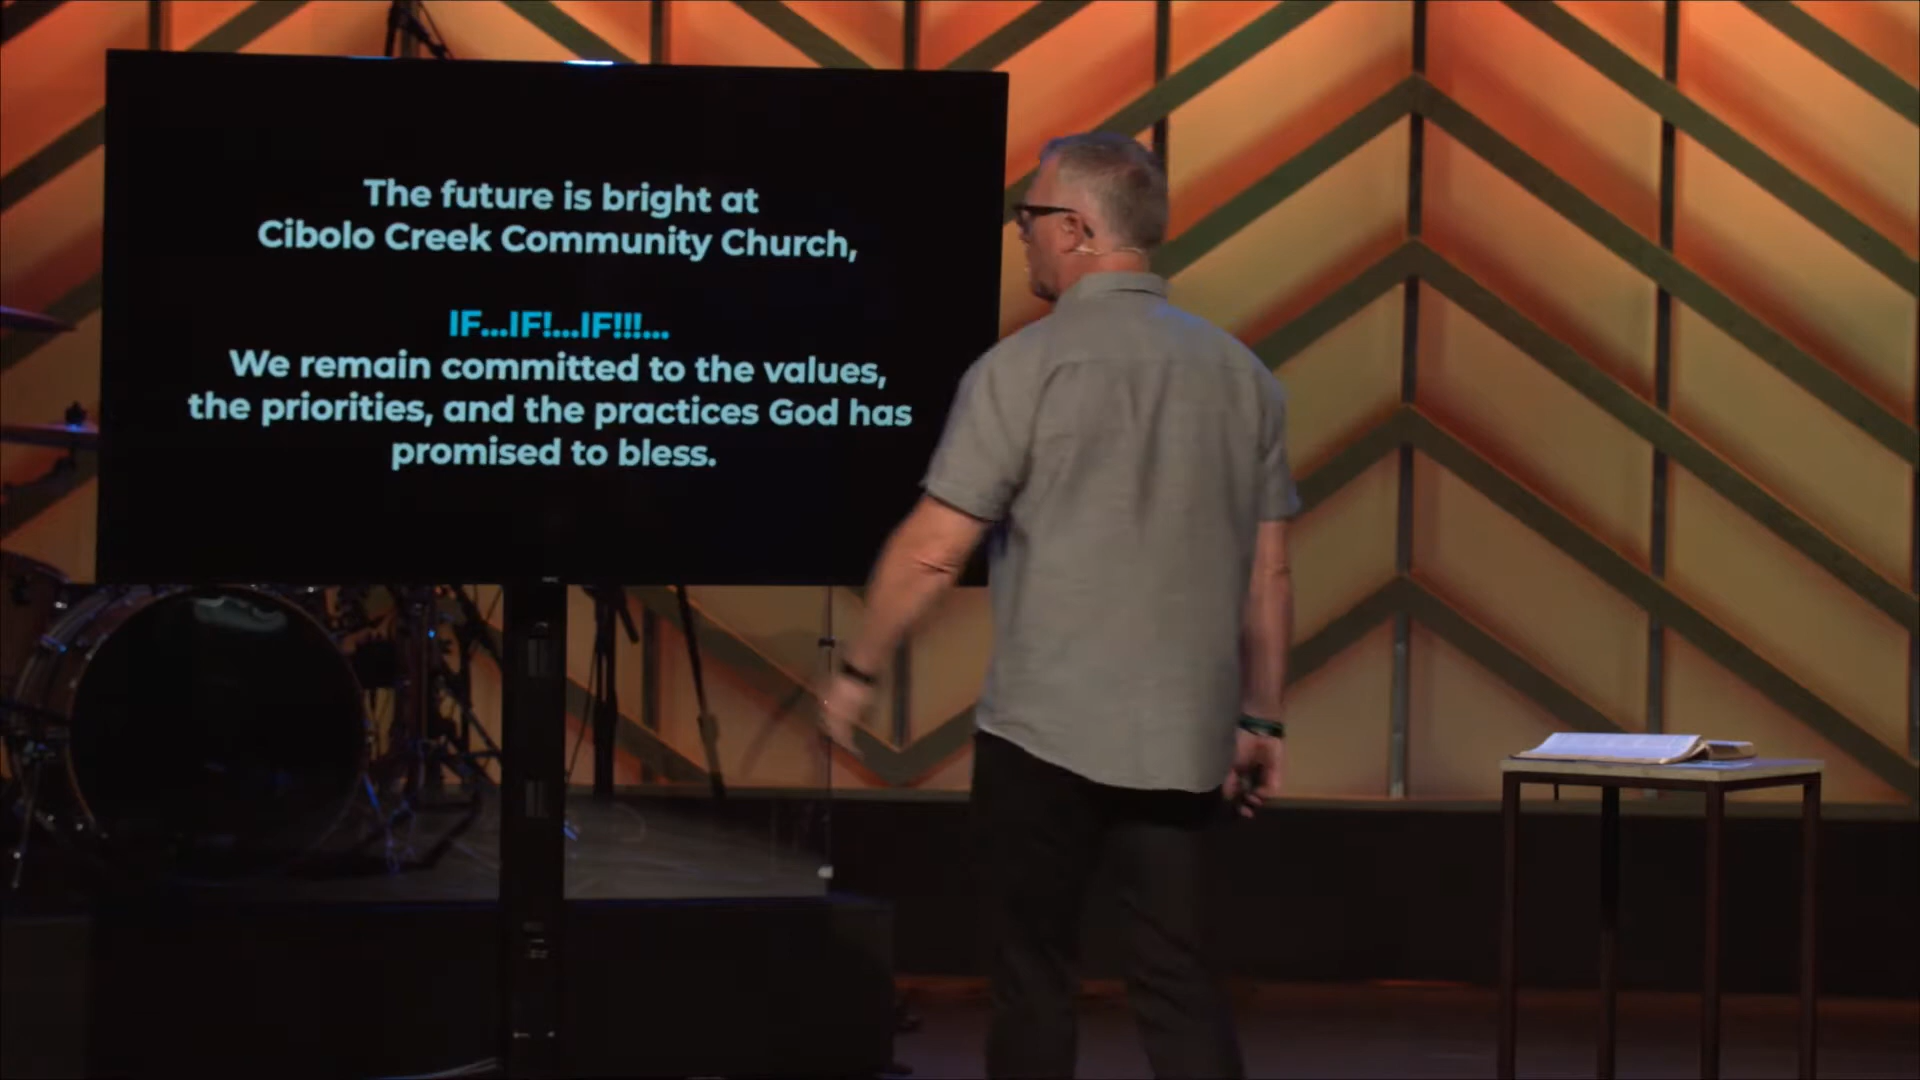 The future is bright at
Cibolo Creek Community Church,
IF...IF!...IF!!!...
We remain committed to the values,
the priorities, and the practices God has
promised to bless.